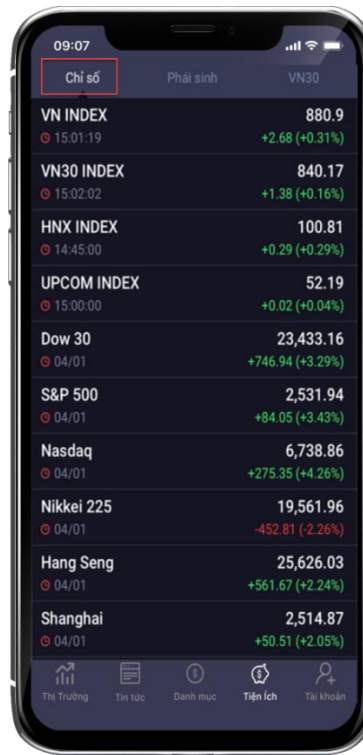 09:07
Chỉ số Phái sinh VN30
VN INDEX 880.9
15:01:19 +2.68 (+0.31%)
VN30 INDEX 840.17
15:02:02 +1.38 (+0.16%)
HNX INDEX 100.81
14:45:00 +0.29 (+0.29%)
UPCOM INDEX 52.19
15:00:00 +0.02 (+0.04%)
Dow 30 23,433.16
04/01 +746.94 (+3.29%)
S&P 500 2,531.94
04/01 +84.05 (+3.43%)
Nasdaq 6,738.86
04/01 +275.35 (+4.26%)
Nikkei 225 19,561.96
04/01 -452.81 (-2.26%)
Hang Seng 25,626.03
04/01 +561.67 (+2.24%)
Shanghai 2,514.87
04/01 +50.51 (+2.05%)
Thị Trường Tin tức Danh mục Tiện Ích Tài khoản